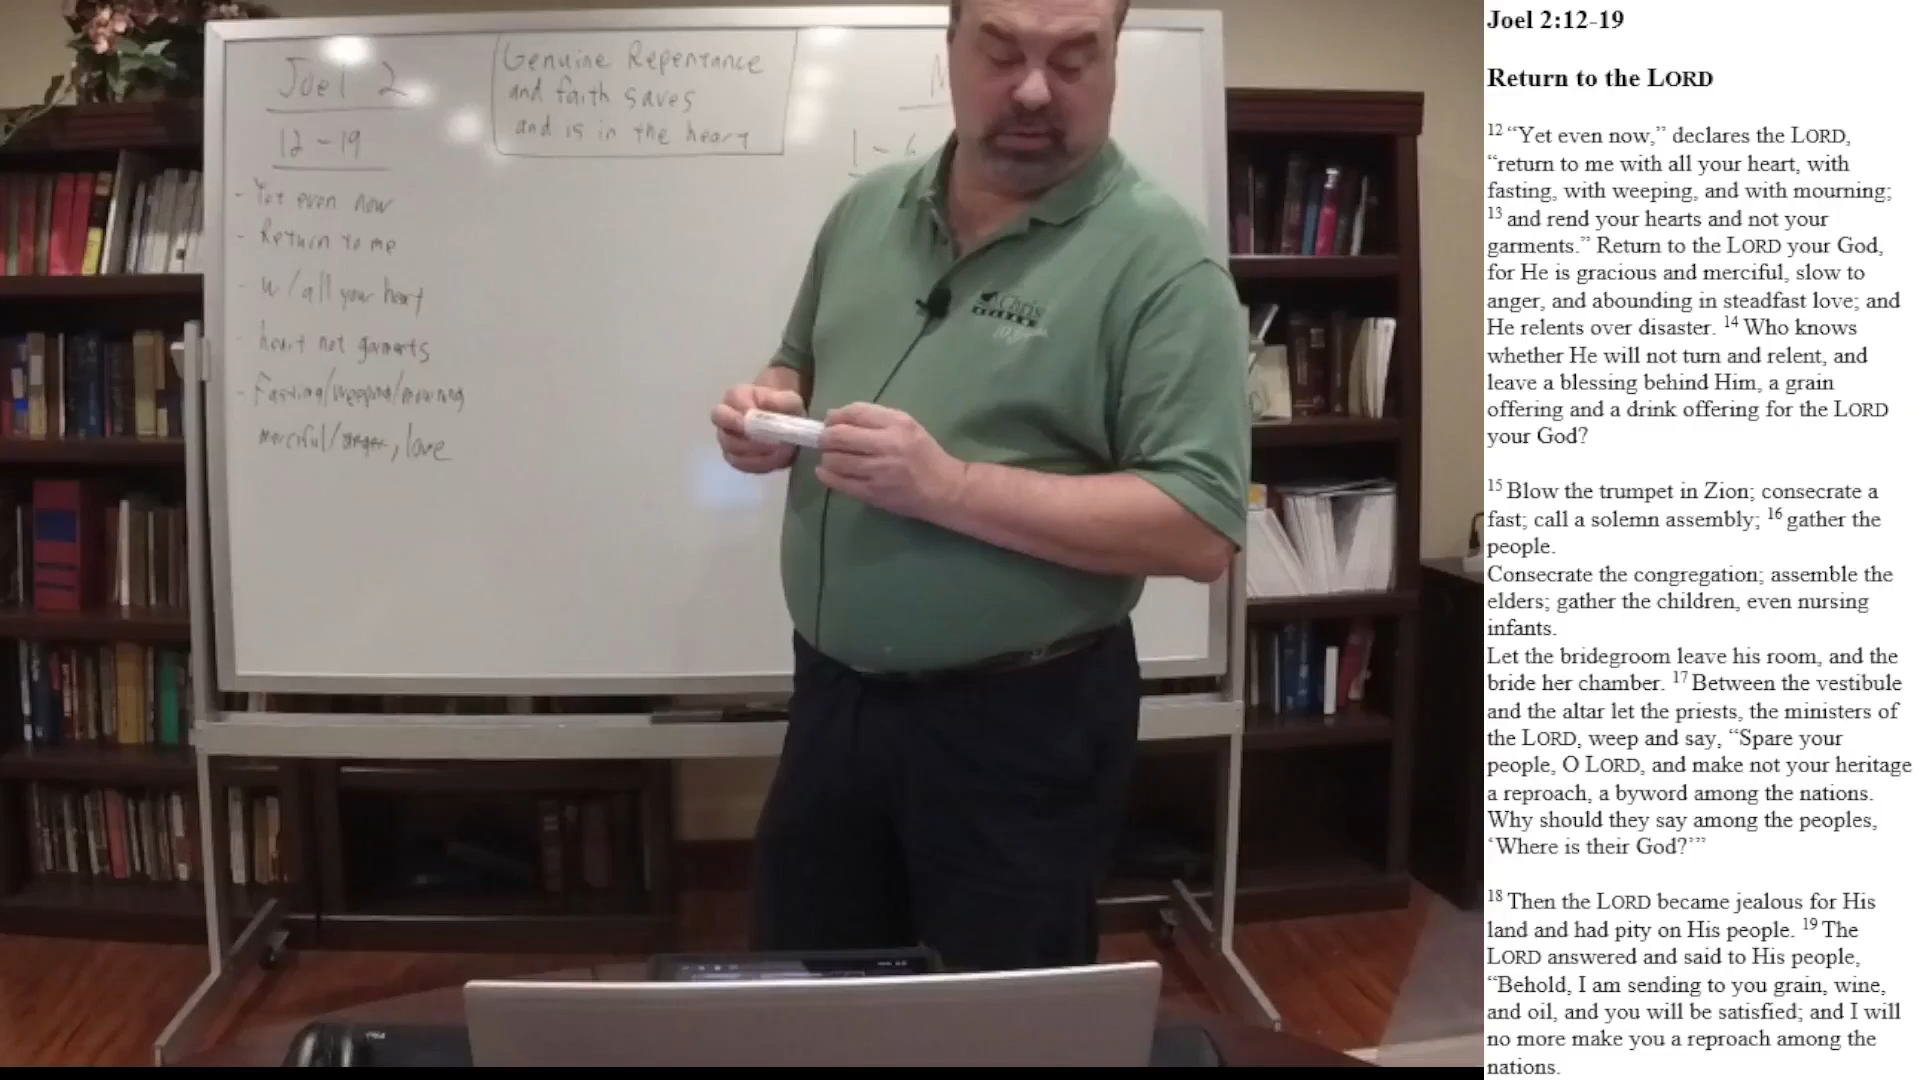 Joel 2
12-19
- Yet even now
- Return to me
- w/all your heart
- heart not garments
- Fasting/weeping/mourning
merciful/anger, love
Genuine Repentance
and faith saves
and is in the heart
M
1-6
Chris
Joel 2:12-19
Return to the LORD
12 “Yet even now,” declares the LORD,
“return to me with all your heart, with
fasting, with weeping, and with mourning;
13 and rend your hearts and not your
garments.” Return to the LORD your God,
for He is gracious and merciful, slow to
anger, and abounding in steadfast love; and
He relents over disaster. 14 Who knows
whether He will not turn and relent, and
leave a blessing behind Him, a grain
offering and a drink offering for the LORD
your God?
15 Blow the trumpet in Zion; consecrate a
fast; call a solemn assembly; 16 gather the
people.
Consecrate the congregation; assemble the
elders; gather the children, even nursing
infants.
Let the bridegroom leave his room, and the
bride her chamber. 17 Between the vestibule
and the altar let the priests, the ministers of
the LORD, weep and say, “Spare your
people, O LORD, and make not your heritage
a reproach, a byword among the nations.
Why should they say among the peoples,
‘Where is their God?’”
18 Then the LORD became jealous for His
land and had pity on His people. 19 The
LORD answered and said to His people,
“Behold, I am sending to you grain, wine,
and oil, and you will be satisfied; and I will
no more make you a reproach among the
nations.